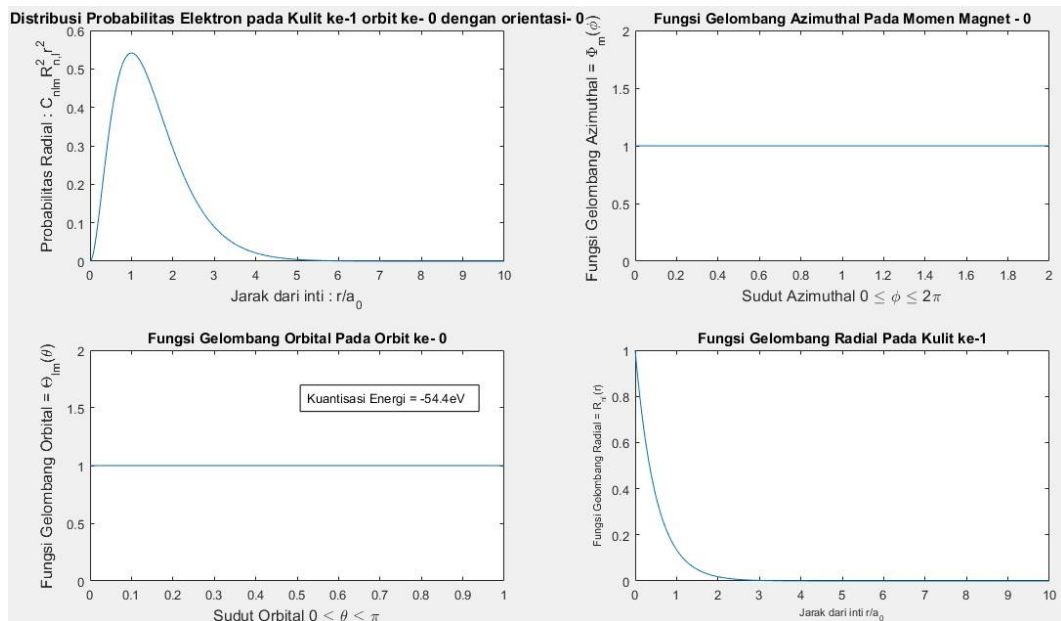 Distribusi Probabilitas Elektron pada Kulit ke-1 orbit ke- 0 dengan orientasi- 0
Probabilitas Radial : C_nlm R²_n,l r²
0.6
0.5
0.4
0.3
0.2
0.1
0
0 1 2 3 4 5 6 7 8 9 10
Jarak dari inti : r/a₀
Fungsi Gelombang Azimuthal Pada Momen Magnet - 0
Fungsi Gelombang Azimuthal = Φ_m(ϕ)
2
1.5
1
0.5
0
0 0.2 0.4 0.6 0.8 1 1.2 1.4 1.6 1.8 2
Sudut Azimuthal 0 ≤ ϕ ≤ 2π
Fungsi Gelombang Orbital Pada Orbit ke- 0
Fungsi Gelombang Orbital = Θ_lm(θ)
2
1.5
1
0.5
0
Kuantisasi Energi = -54.4eV
0 0.1 0.2 0.3 0.4 0.5 0.6 0.7 0.8 0.9 1
Sudut Orbital 0 < θ < π
Fungsi Gelombang Radial Pada Kulit ke-1
Fungsi Gelombang Radial = R_rl(r)
1
0.8
0.6
0.4
0.2
0
0 1 2 3 4 5 6 7 8 9 10
Jarak dari inti r/a₀